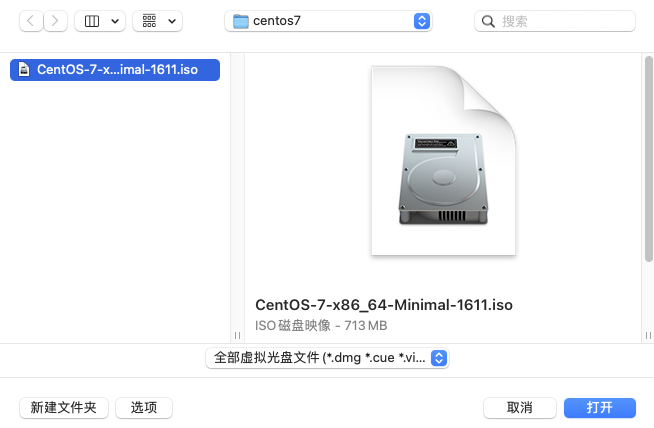 centos7
搜索
CentOS-7-x...imal-1611.iso
CentOS-7-x86_64-Minimal-1611.iso
ISO 磁盘映像 - 713 MB
全部虚拟光盘文件 (*.dmg *.cue *.vi...
新建文件夹
选项
取消
打开